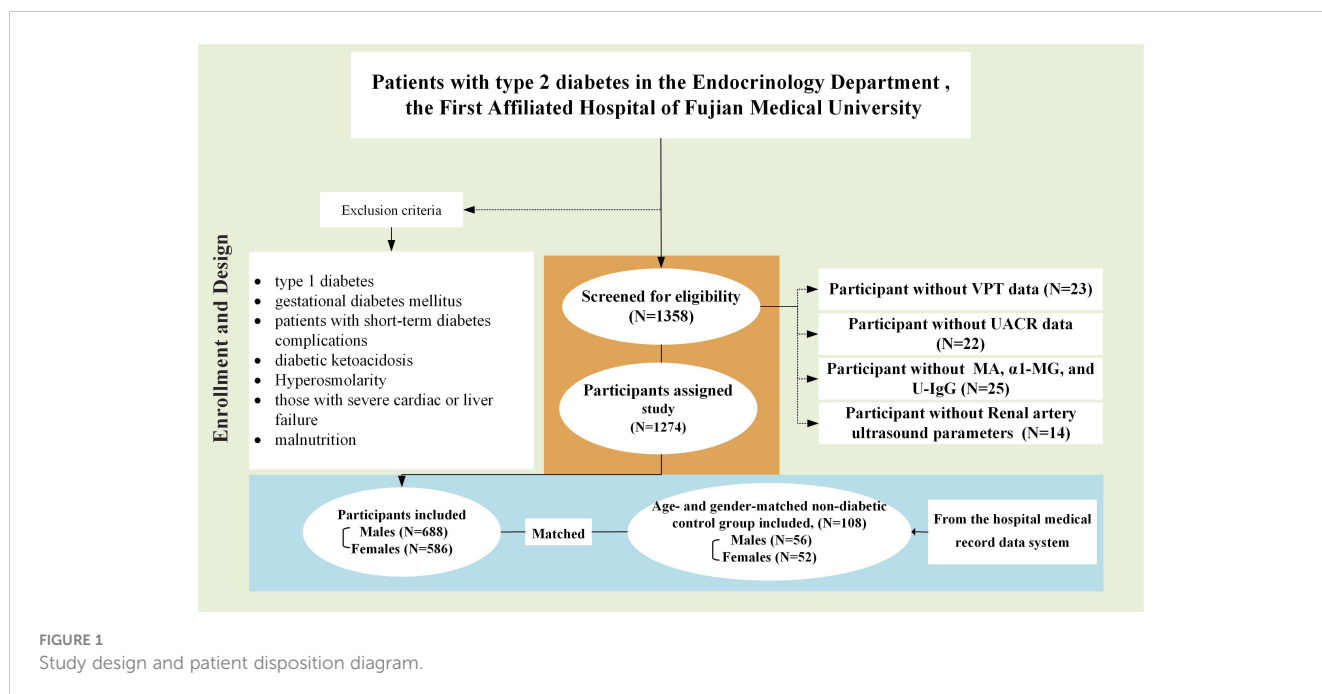 Patients with type 2 diabetes in the Endocrinology Department ,
the First Affiliated Hospital of Fujian Medical University
Enrollment and Design
Exclusion criteria
• type 1 diabetes
• gestational diabetes mellitus
• patients with short-term diabetes
complications
• diabetic ketoacidosis
• Hyperosmolarity
• those with severe cardiac or liver
failure
• malnutrition
Screened for eligibility
(N=1358)
Participant without VPT data (N=23)
Participant without UACR data
(N=22)
Participant without MA, α1-MG, and
U-IgG (N=25)
Participant without Renal artery
ultrasound parameters (N=14)
Participants assigned
study
(N=1274)
Participants included
Males (N=688)
Females (N=586)
Matched
Age- and gender-matched non-diabetic
control group included, (N=108)
Males (N=56)
Females (N=52)
From the hospital medical
record data system
FIGURE 1
Study design and patient disposition diagram.